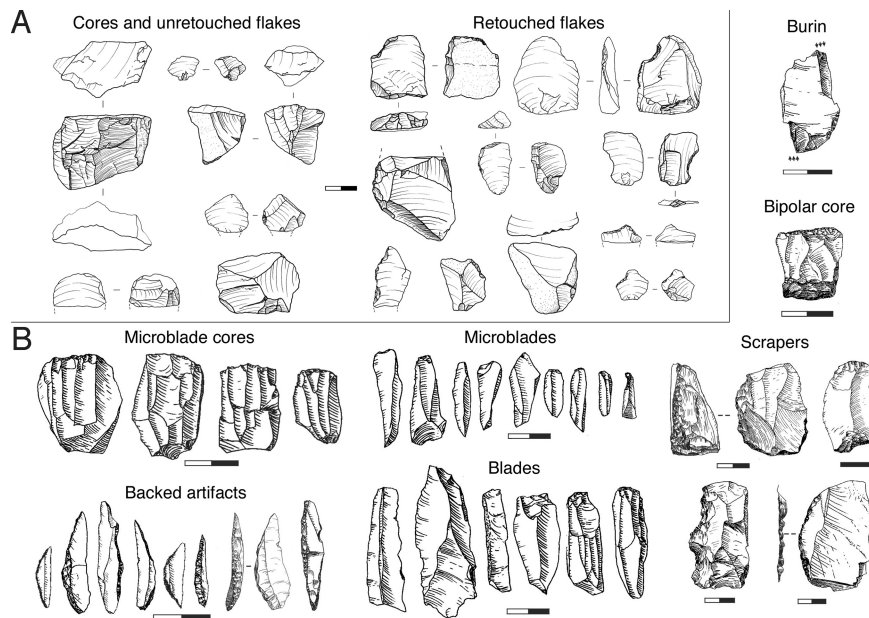 A
Cores and unretouched flakes
Retouched flakes
Burin
Bipolar core
B
Microblade cores
Microblades
Scrapers
Backed artifacts
Blades